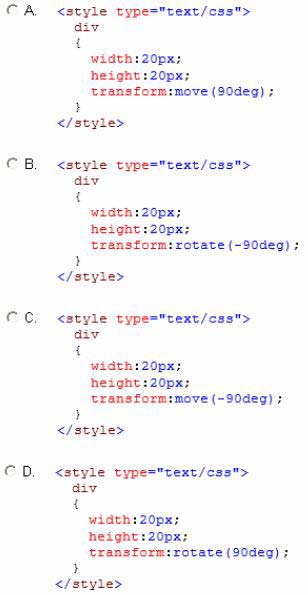 A. <style type="text/css">
div
{
width:20px;
height:20px;
transform:move(90deg);
}
</style>
B. <style type="text/css">
div
{
width:20px;
height:20px;
transform:rotate(-90deg);
}
</style>
C. <style type="text/css">
div
{
width:20px;
height:20px;
transform:move(-90deg);
}
</style>
D. <style type="text/css">
div
{
width:20px;
height:20px;
transform:rotate(90deg);
}
</style>